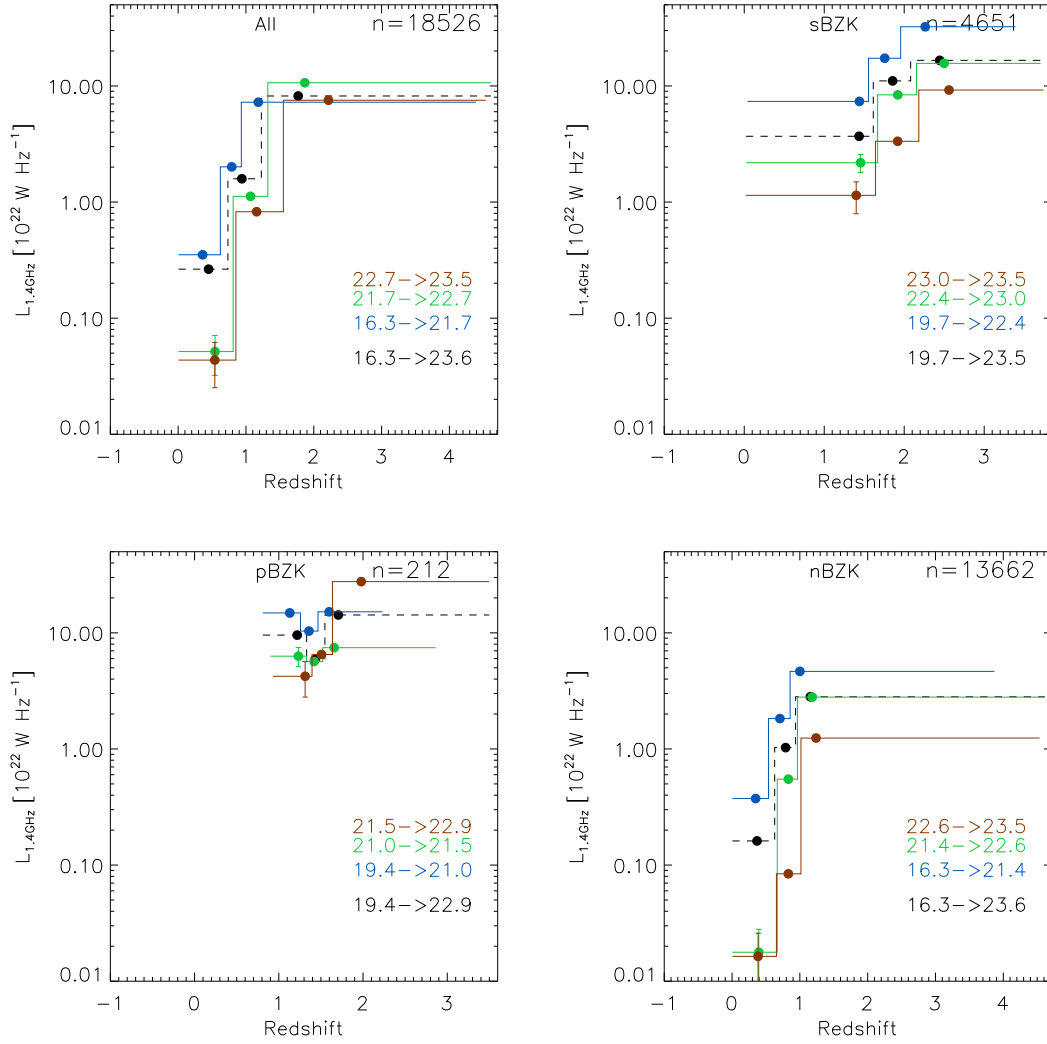 All n=18526
10.00
1.00
0.10
0.01
L1.4GHz [10^22 W Hz^-1]
22.7->23.5
21.7->22.7
16.3->21.7
16.3->23.6
-1 0 1 2 3 4
Redshift
sBZK n=4651
10.00
1.00
0.10
0.01
L1.4GHz [10^22 W Hz^-1]
23.0->23.5
22.4->23.0
19.7->22.4
19.7->23.5
-1 0 1 2 3
Redshift
pBZK n=212
10.00
1.00
0.10
0.01
L1.4GHz [10^22 W Hz^-1]
21.5->22.9
21.0->21.5
19.4->21.0
19.4->22.9
-1 0 1 2 3
Redshift
nBZK n=13662
10.00
1.00
0.10
0.01
L1.4GHz [10^22 W Hz^-1]
22.6->23.5
21.4->22.6
16.3->21.4
16.3->23.6
-1 0 1 2 3 4
Redshift